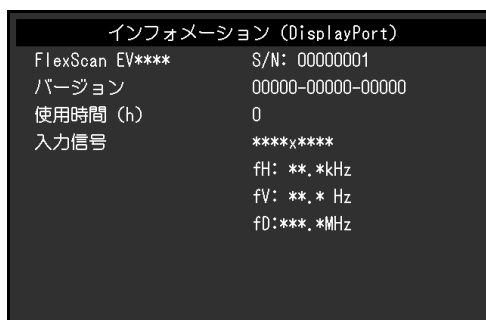 インフォメーション (DisplayPort)
FlexScan EV**** S/N: 00000001
バージョン 00000-00000-00000
使用時間 (h) 0
入力信号 ****x****
fH: **.*kHz
fV: **.* Hz
fD:***.*MHz